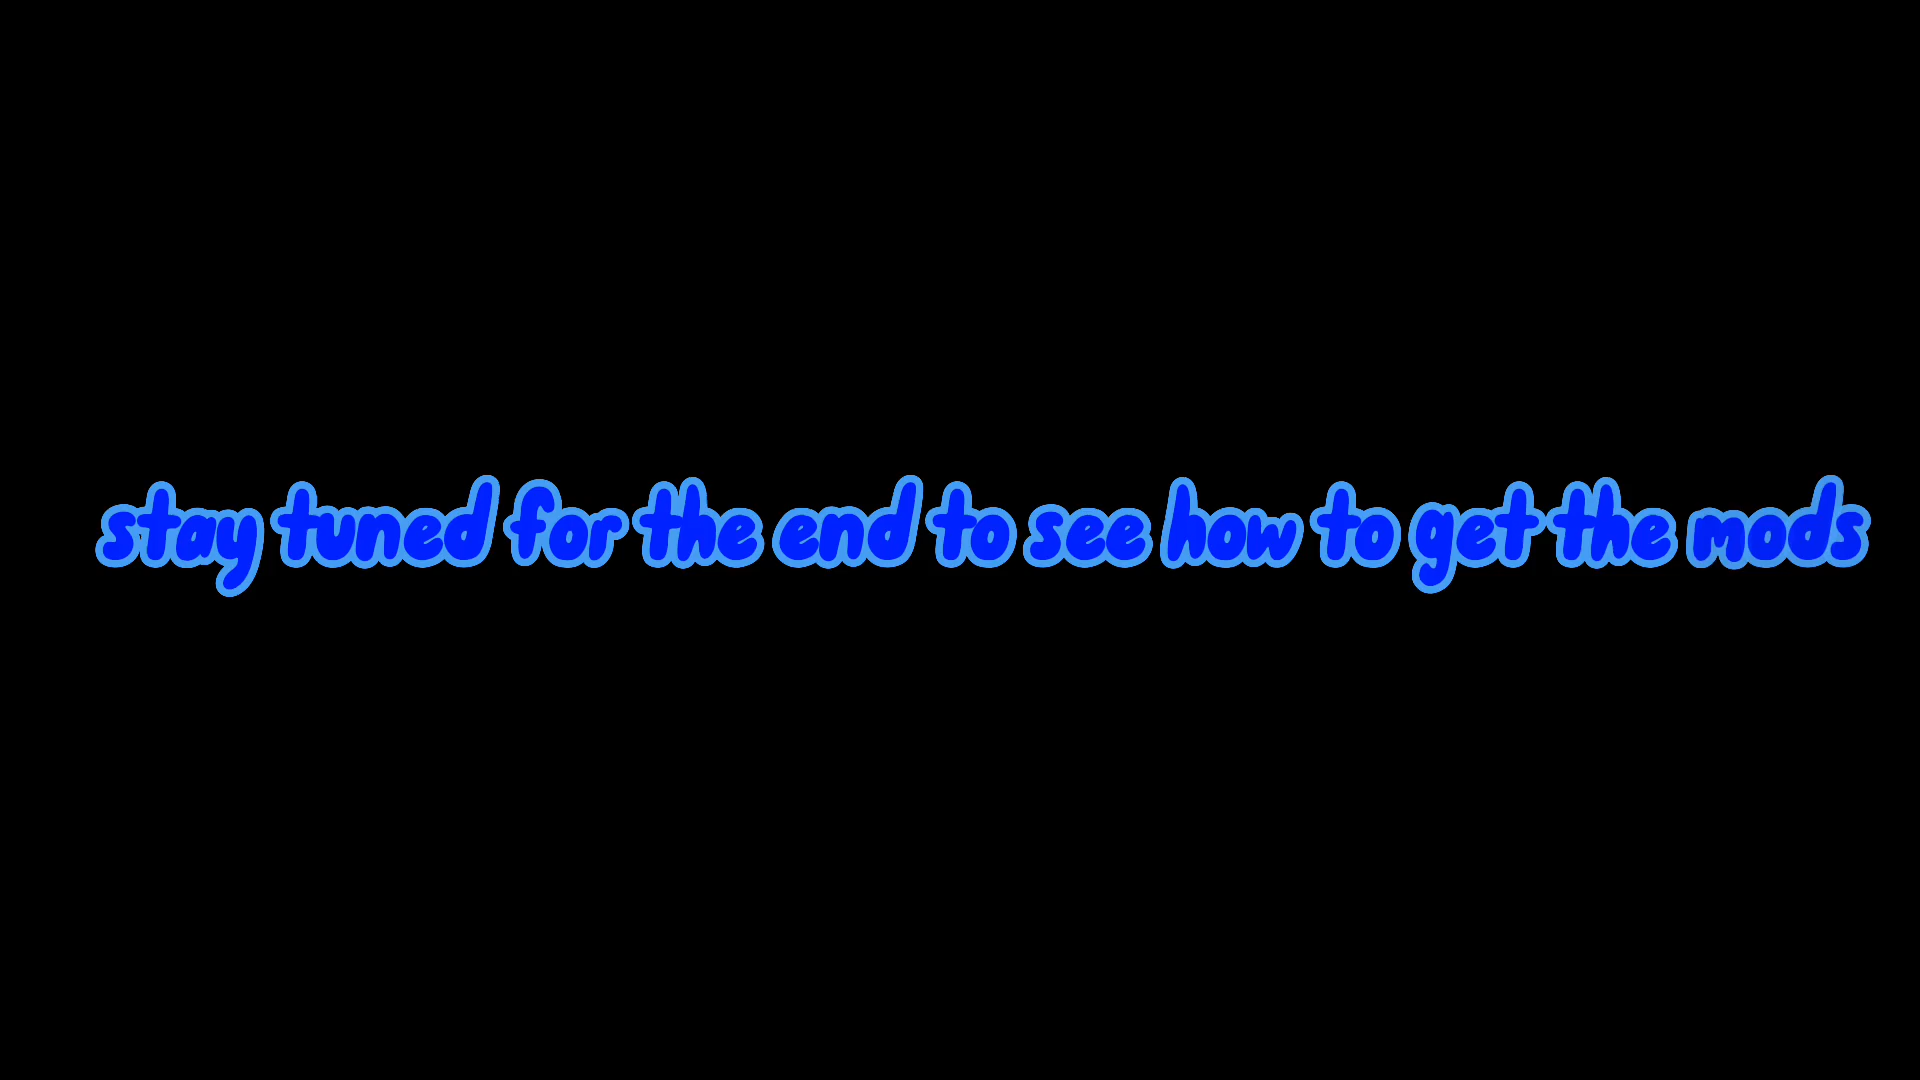 stay tuned for the end to see how to get the mods